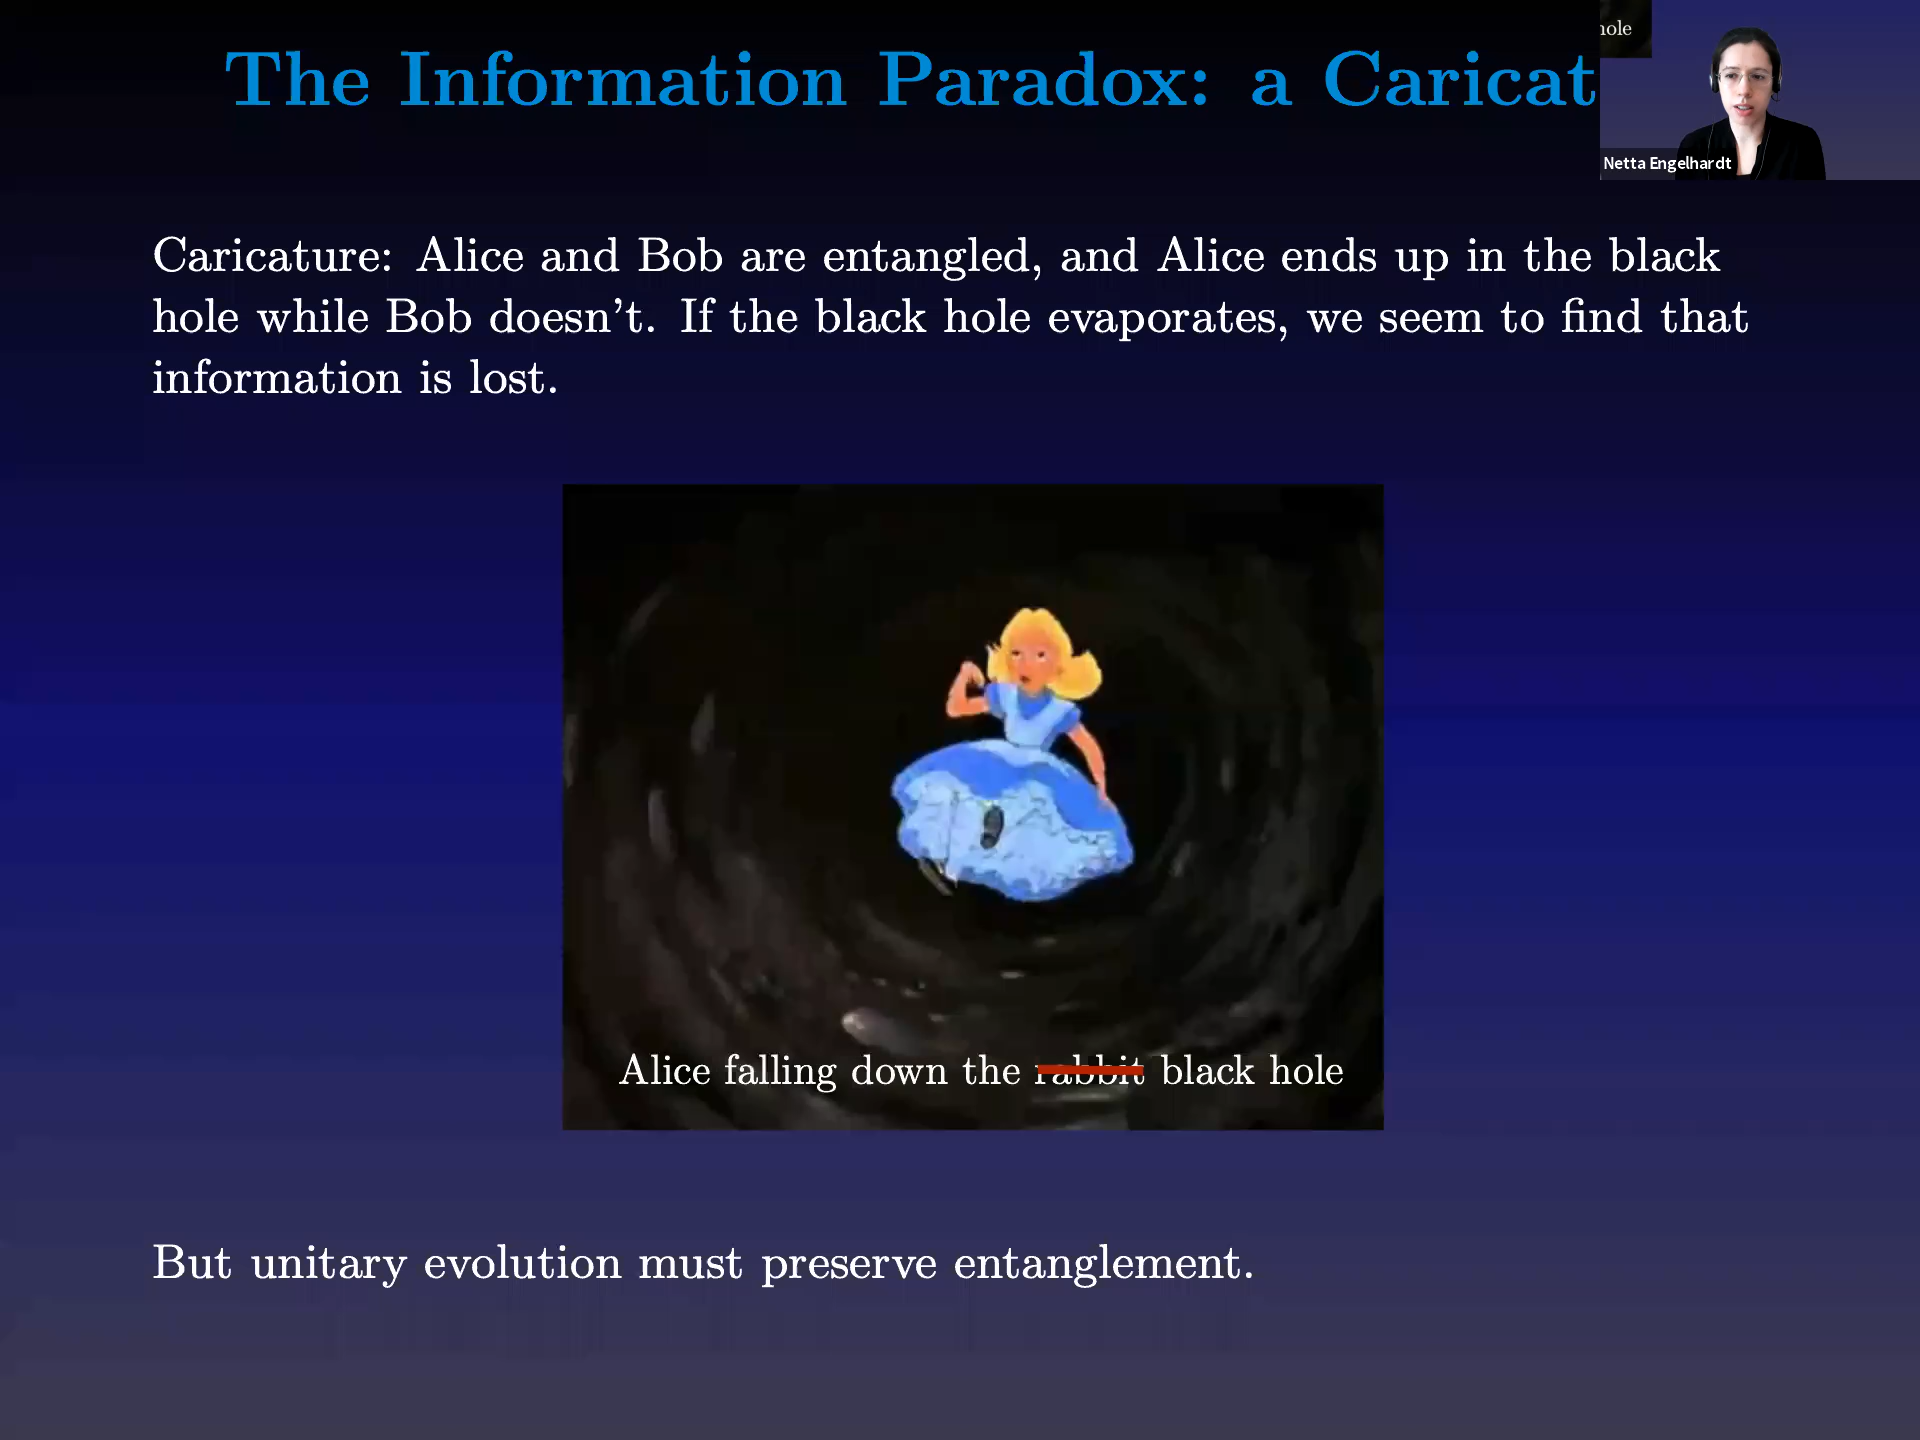 The Information Paradox: a Caricat
hole
Netta Engelhardt
Caricature: Alice and Bob are entangled, and Alice ends up in the black
hole while Bob doesn't. If the black hole evaporates, we seem to find that
information is lost.
Alice falling down the rabbit black hole
But unitary evolution must preserve entanglement.